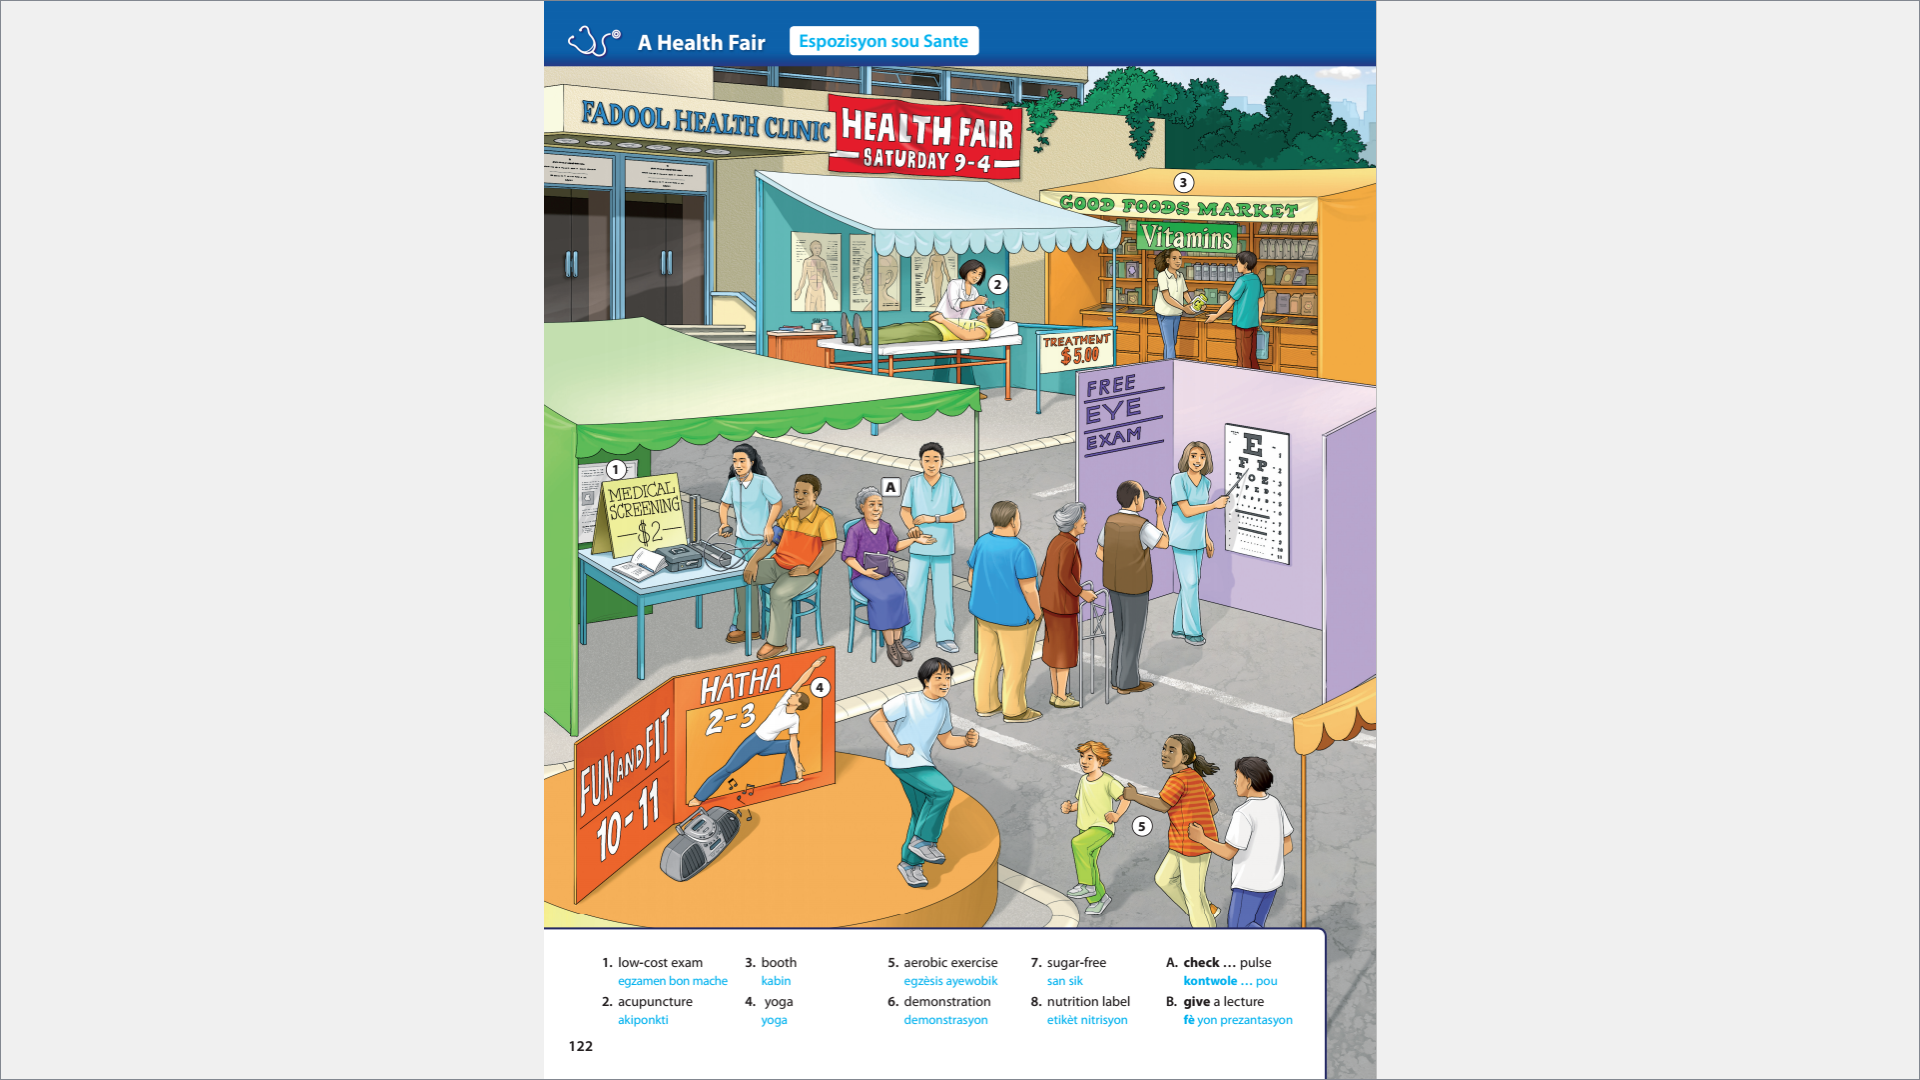 A Health Fair
Espozisyon sou Sante
FADOOL HEALTH CLINIC
HEALTH FAIR
SATURDAY 9-4
3
GOOD FOODS MARKET
Vitamins
2
TREATMENT
$5.00
FREE
EYE
EXAM
E
F P
T O Z
L P E D
1
MEDICAL
SCREENING
$2
A
HATHA
2-3
4
FUN AND FIT
10-11
5
1. low-cost exam
egzamen bon mache
2. acupuncture
akiponkti
3. booth
kabin
4. yoga
yoga
5. aerobic exercise
egzèsis ayewobik
6. demonstration
demonstrasyon
7. sugar-free
san sik
8. nutrition label
etikèt nitrisyon
A. check ... pulse
kontwole ... pou
B. give a lecture
fè yon prezantasyon
122